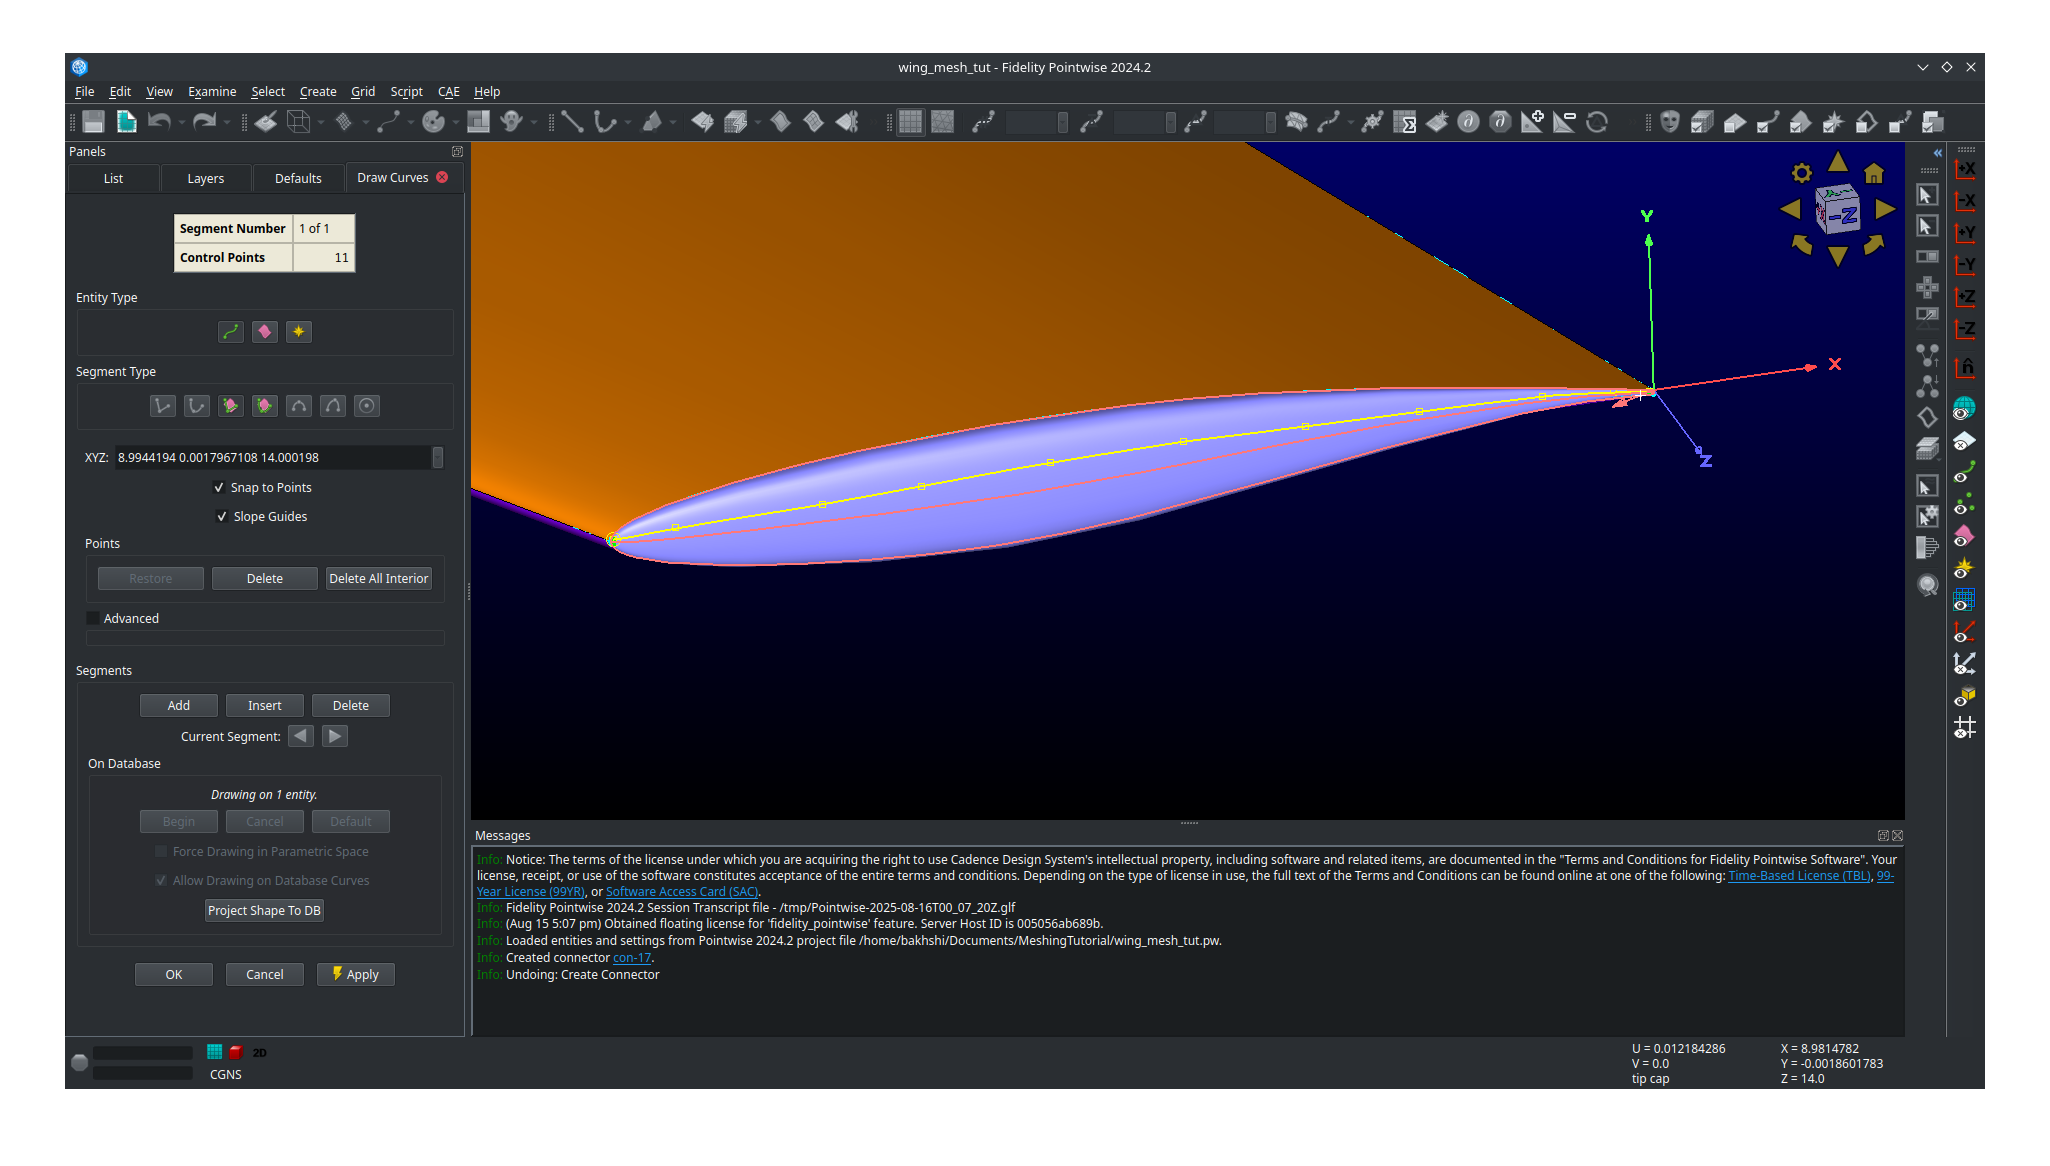 wing_mesh_tut - Fidelity Pointwise 2024.2
File Edit View Examine Select Create Grid Script CAE Help
Panels
List Layers Defaults Draw Curves
Segment Number 1 of 1
Control Points 11
Entity Type
Segment Type
XYZ: 8.9944194 0.0017967108 14.000198
Snap to Points
Slope Guides
Points
Restore Delete Delete All Interior
Advanced
Segments
Add Insert Delete
Current Segment:
On Database
Drawing on 1 entity.
Begin Cancel Default
Force Drawing in Parametric Space
Allow Drawing on Database Curves
Project Shape To DB
OK Cancel Apply
Y
X
Z
-Z
+X
-X
+Y
-Y
+Z
-Z
n̂
Messages
Info: Notice: The terms of the license under which you are acquiring the right to use Cadence Design System's intellectual property, including software and related items, are documented in the "Terms and Conditions for Fidelity Pointwise Software". Your
license, receipt, or use of the software constitutes acceptance of the entire terms and conditions. Depending on the type of license in use, the full text of the Terms and Conditions can be found online at one of the following: Time-Based License (TBL), 99-
Year License (99YR), or Software Access Card (SAC).
Info: Fidelity Pointwise 2024.2 Session Transcript file - /tmp/Pointwise-2025-08-16T00_07_20Z.glf
Info: (Aug 15 5:07 pm) Obtained floating license for 'fidelity_pointwise' feature. Server Host ID is 005056ab689b.
Info: Loaded entities and settings from Pointwise 2024.2 project file /home/bakhshi/Documents/MeshingTutorial/wing_mesh_tut.pw.
Info: Created connector con-17.
Info: Undoing: Create Connector
2D
CGNS
U = 0.012184286 X = 8.9814782
V = 0.0 Y = -0.0018601783
tip cap Z = 14.0